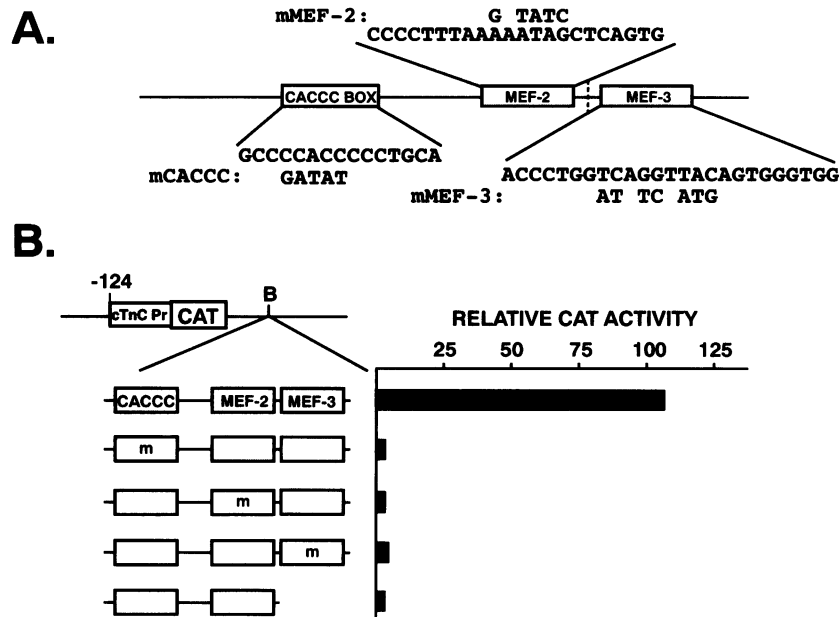 A.
mMEF-2: G TATC
CCCCTTTAAAAATAGCTCAGTG
CACCC BOX MEF-2 MEF-3
GCCCCACCCCCTGCA
mCACCC: GATAT
ACCCTGGTCAGGTTACAGTGGGTGG
mMEF-3: AT TC ATG
B.
-124
B
cTnC Pr CAT
RELATIVE CAT ACTIVITY
25 50 75 100 125
CACCC MEF-2 MEF-3
m
m
m